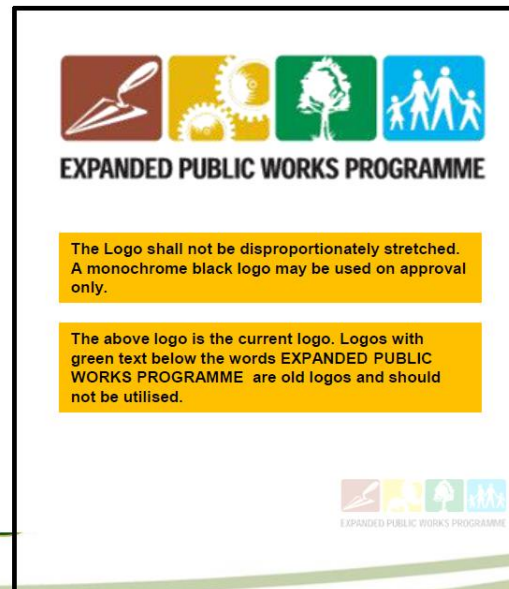 EXPANDED PUBLIC WORKS PROGRAMME
The Logo shall not be disproportionately stretched.
A monochrome black logo may be used on approval
only.
The above logo is the current logo. Logos with
green text below the words EXPANDED PUBLIC
WORKS PROGRAMME are old logos and should
not be utilised.
EXPANDED PUBLIC WORKS PROGRAMME